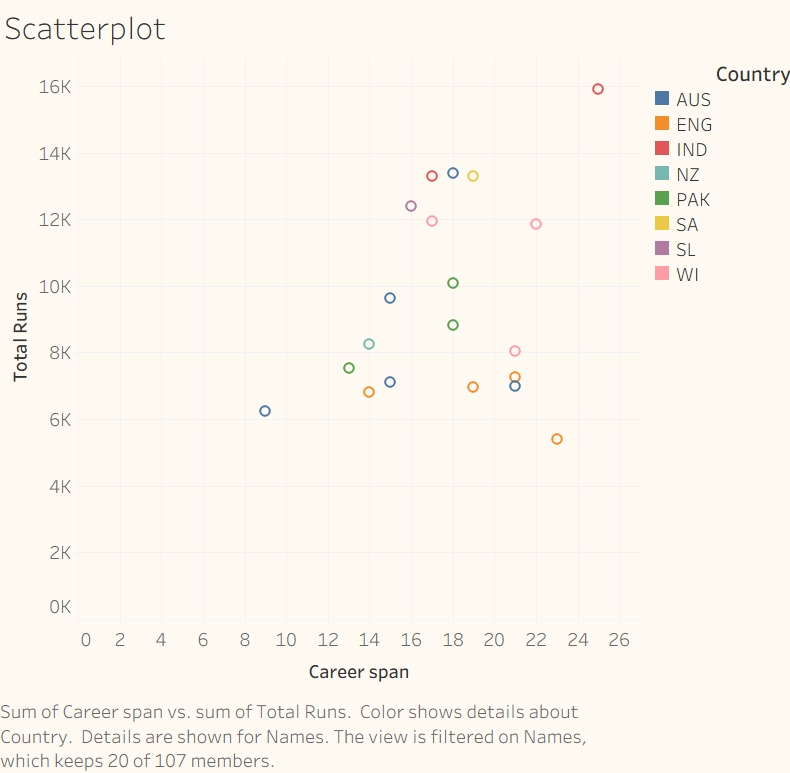 Scatterplot
Country
AUS
ENG
IND
NZ
PAK
SA
SL
WI
Total Runs
16K
14K
12K
10K
8K
6K
4K
2K
0K
0 2 4 6 8 10 12 14 16 18 20 22 24 26
Career span
Sum of Career span vs. sum of Total Runs. Color shows details about
Country. Details are shown for Names. The view is filtered on Names,
which keeps 20 of 107 members.